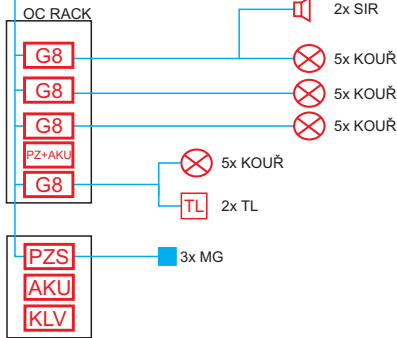 OC RACK
2x SIR
G8
5x KOUŘ
G8
5x KOUŘ
G8
5x KOUŘ
PZ+AKU
5x KOUŘ
G8
TL
2x TL
PZS
3x MG
AKU
KLV